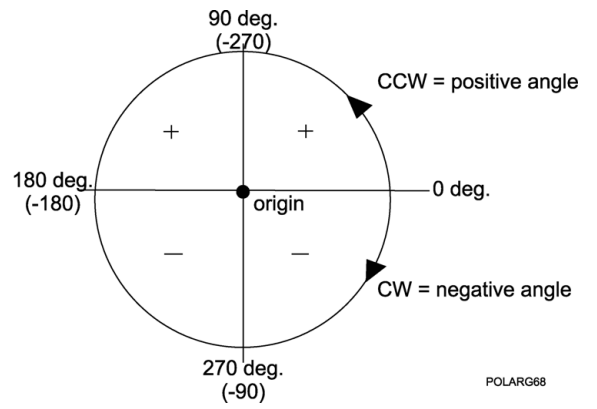 90 deg.
(-270)
CCW = positive angle
+ +
180 deg.
(-180)
0 deg.
origin
— —
CW = negative angle
270 deg.
(-90)
POLARG68